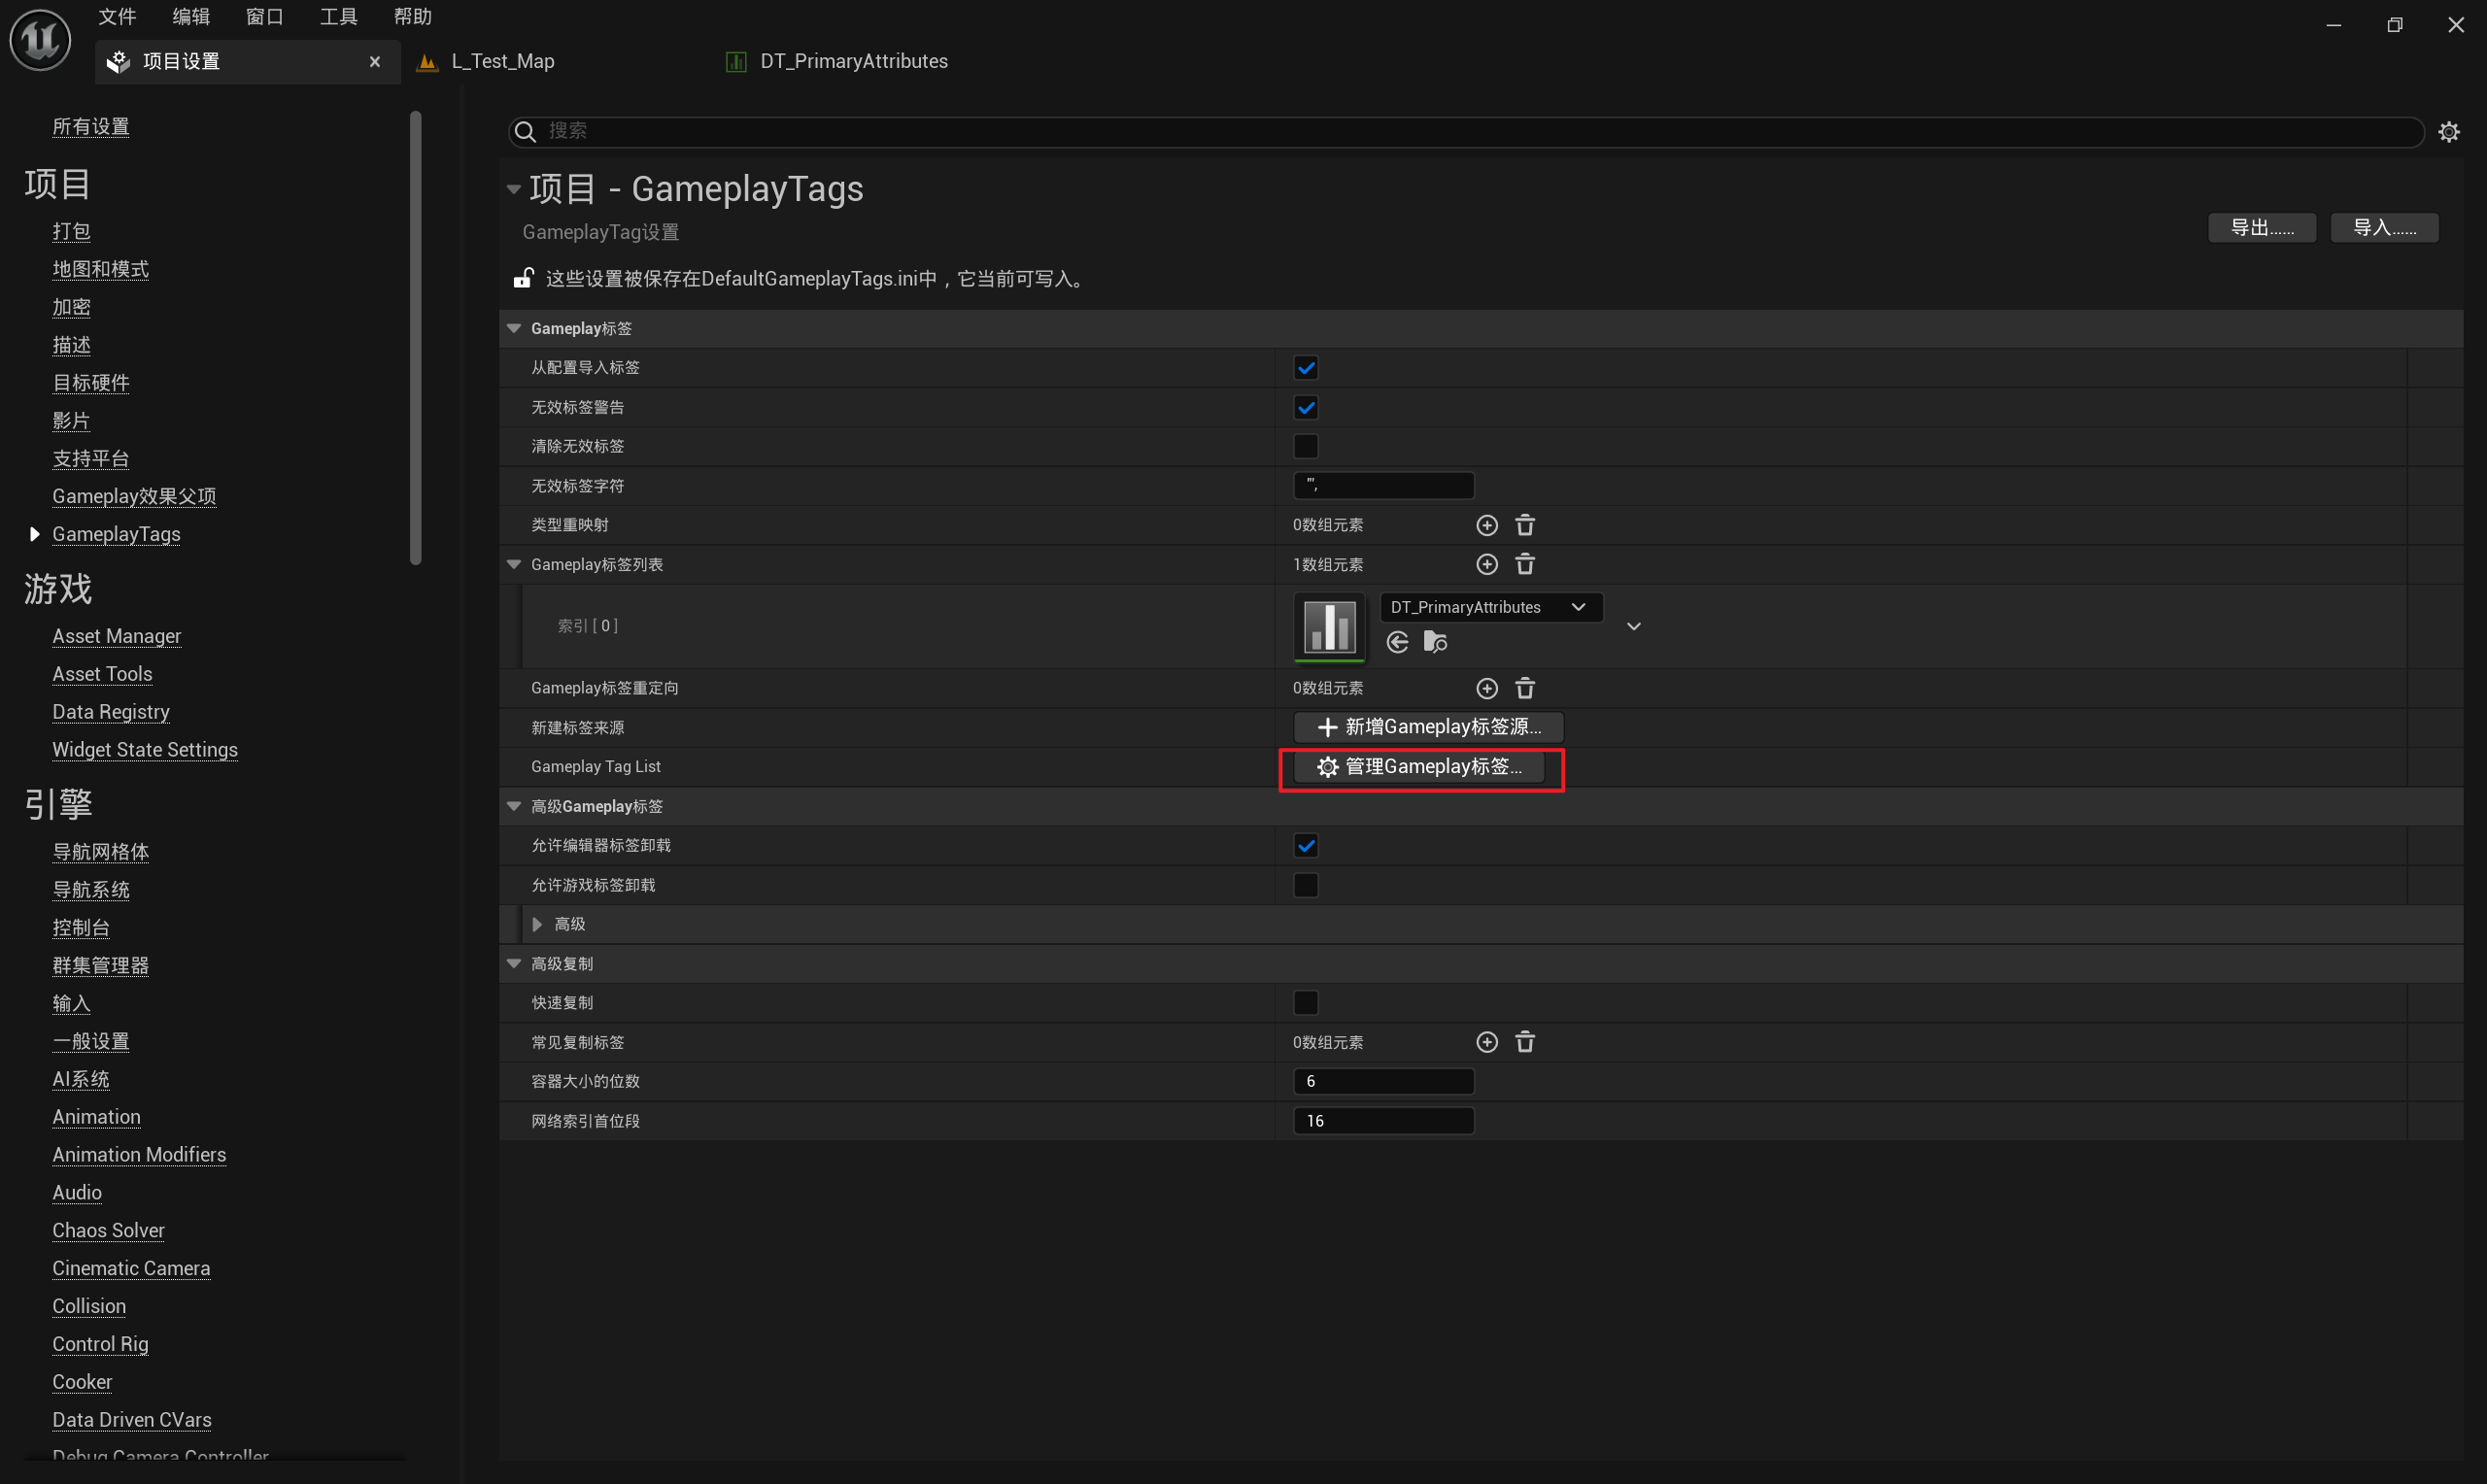 文件 编辑 窗口 工具 帮助
项目设置 L_Test_Map DT_PrimaryAttributes
所有设置
项目
打包
地图和模式
加密
描述
目标硬件
影片
支持平台
Gameplay效果父项
GameplayTags
游戏
Asset Manager
Asset Tools
Data Registry
Widget State Settings
引擎
导航网格体
导航系统
控制台
群集管理器
输入
一般设置
AI系统
Animation
Animation Modifiers
Audio
Chaos Solver
Cinematic Camera
Collision
Control Rig
Cooker
Data Driven CVars
Debug Camera Controller
搜索
项目 - GameplayTags
GameplayTag设置
导出...... 导入......
这些设置被保存在DefaultGameplayTags.ini中，它当前可写入。
Gameplay标签
从配置导入标签
无效标签警告
清除无效标签
无效标签字符 "',
类型重映射 0数组元素
Gameplay标签列表 1数组元素
索引 [ 0 ] DT_PrimaryAttributes
Gameplay标签重定向 0数组元素
新建标签来源 新增Gameplay标签源...
Gameplay Tag List 管理Gameplay标签...
高级Gameplay标签
允许编辑器标签卸载
允许游戏标签卸载
高级
高级复制
快速复制
常见复制标签 0数组元素
容器大小的位数 6
网络索引首位段 16